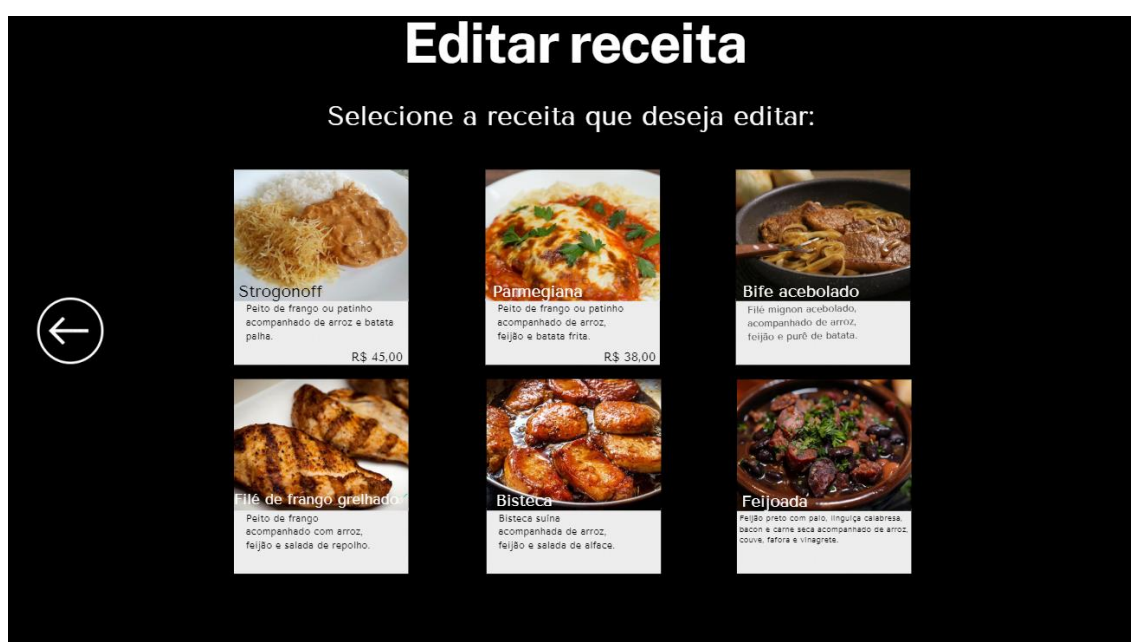 Editar receita
Selecione a receita que deseja editar:
Strogonoff
Peito de frango ou patinho
acompanhado de arroz e batata
palha.
R$ 45,00
Parmegiana
Peito de frango ou patinho
acompanhado de arroz,
feijão e batata frita.
R$ 38,00
Bife acebolado
Filé mignon acebolado,
acompanhado de arroz,
feijão e purê de batata.
Filé de frango grelhado
Peito de frango
acompanhado com arroz,
feijão e salada de repolho.
Bisteca
Bisteca suína
acompanhada de arroz,
feijão e salada de alface.
Feijoada
Feijão preto com paio, linguiça calabresa,
bacon e carne seca acompanhado de arroz,
couve, fafora e vinagrete.